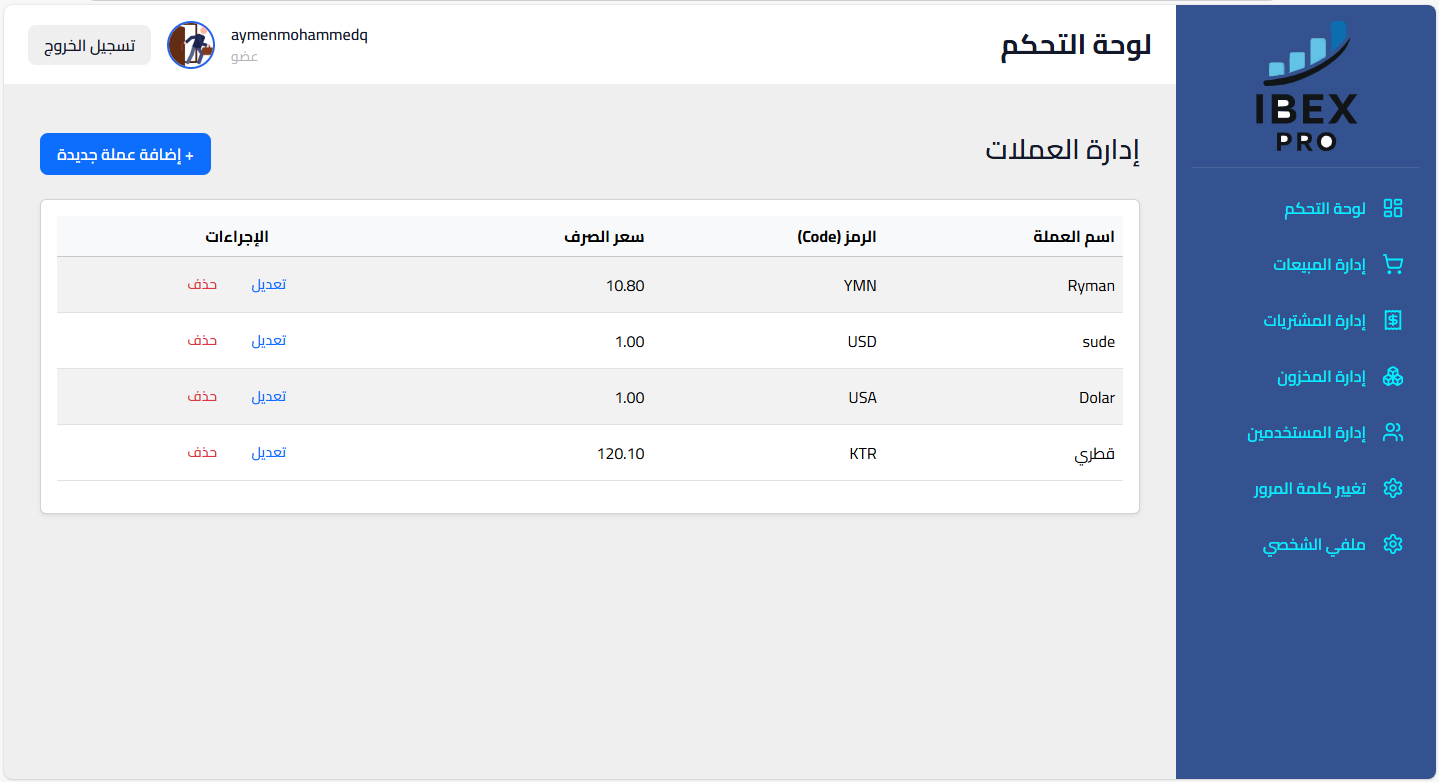 IBEX
PRO
لوحة التحكم
إدارة المبيعات
إدارة المشتريات
إدارة المخزون
إدارة المستخدمين
تغيير كلمة المرور
ملفي الشخصي
لوحة التحكم
aymenmohammedq
عضو
تسجيل الخروج
إدارة العملات
+ إضافة عملة جديدة
اسم العملة الرمز (Code) سعر الصرف الإجراءات
Ryman YMN 10.80 تعديل حذف
sude USD 1.00 تعديل حذف
Dolar USA 1.00 تعديل حذف
قطري KTR 120.10 تعديل حذف